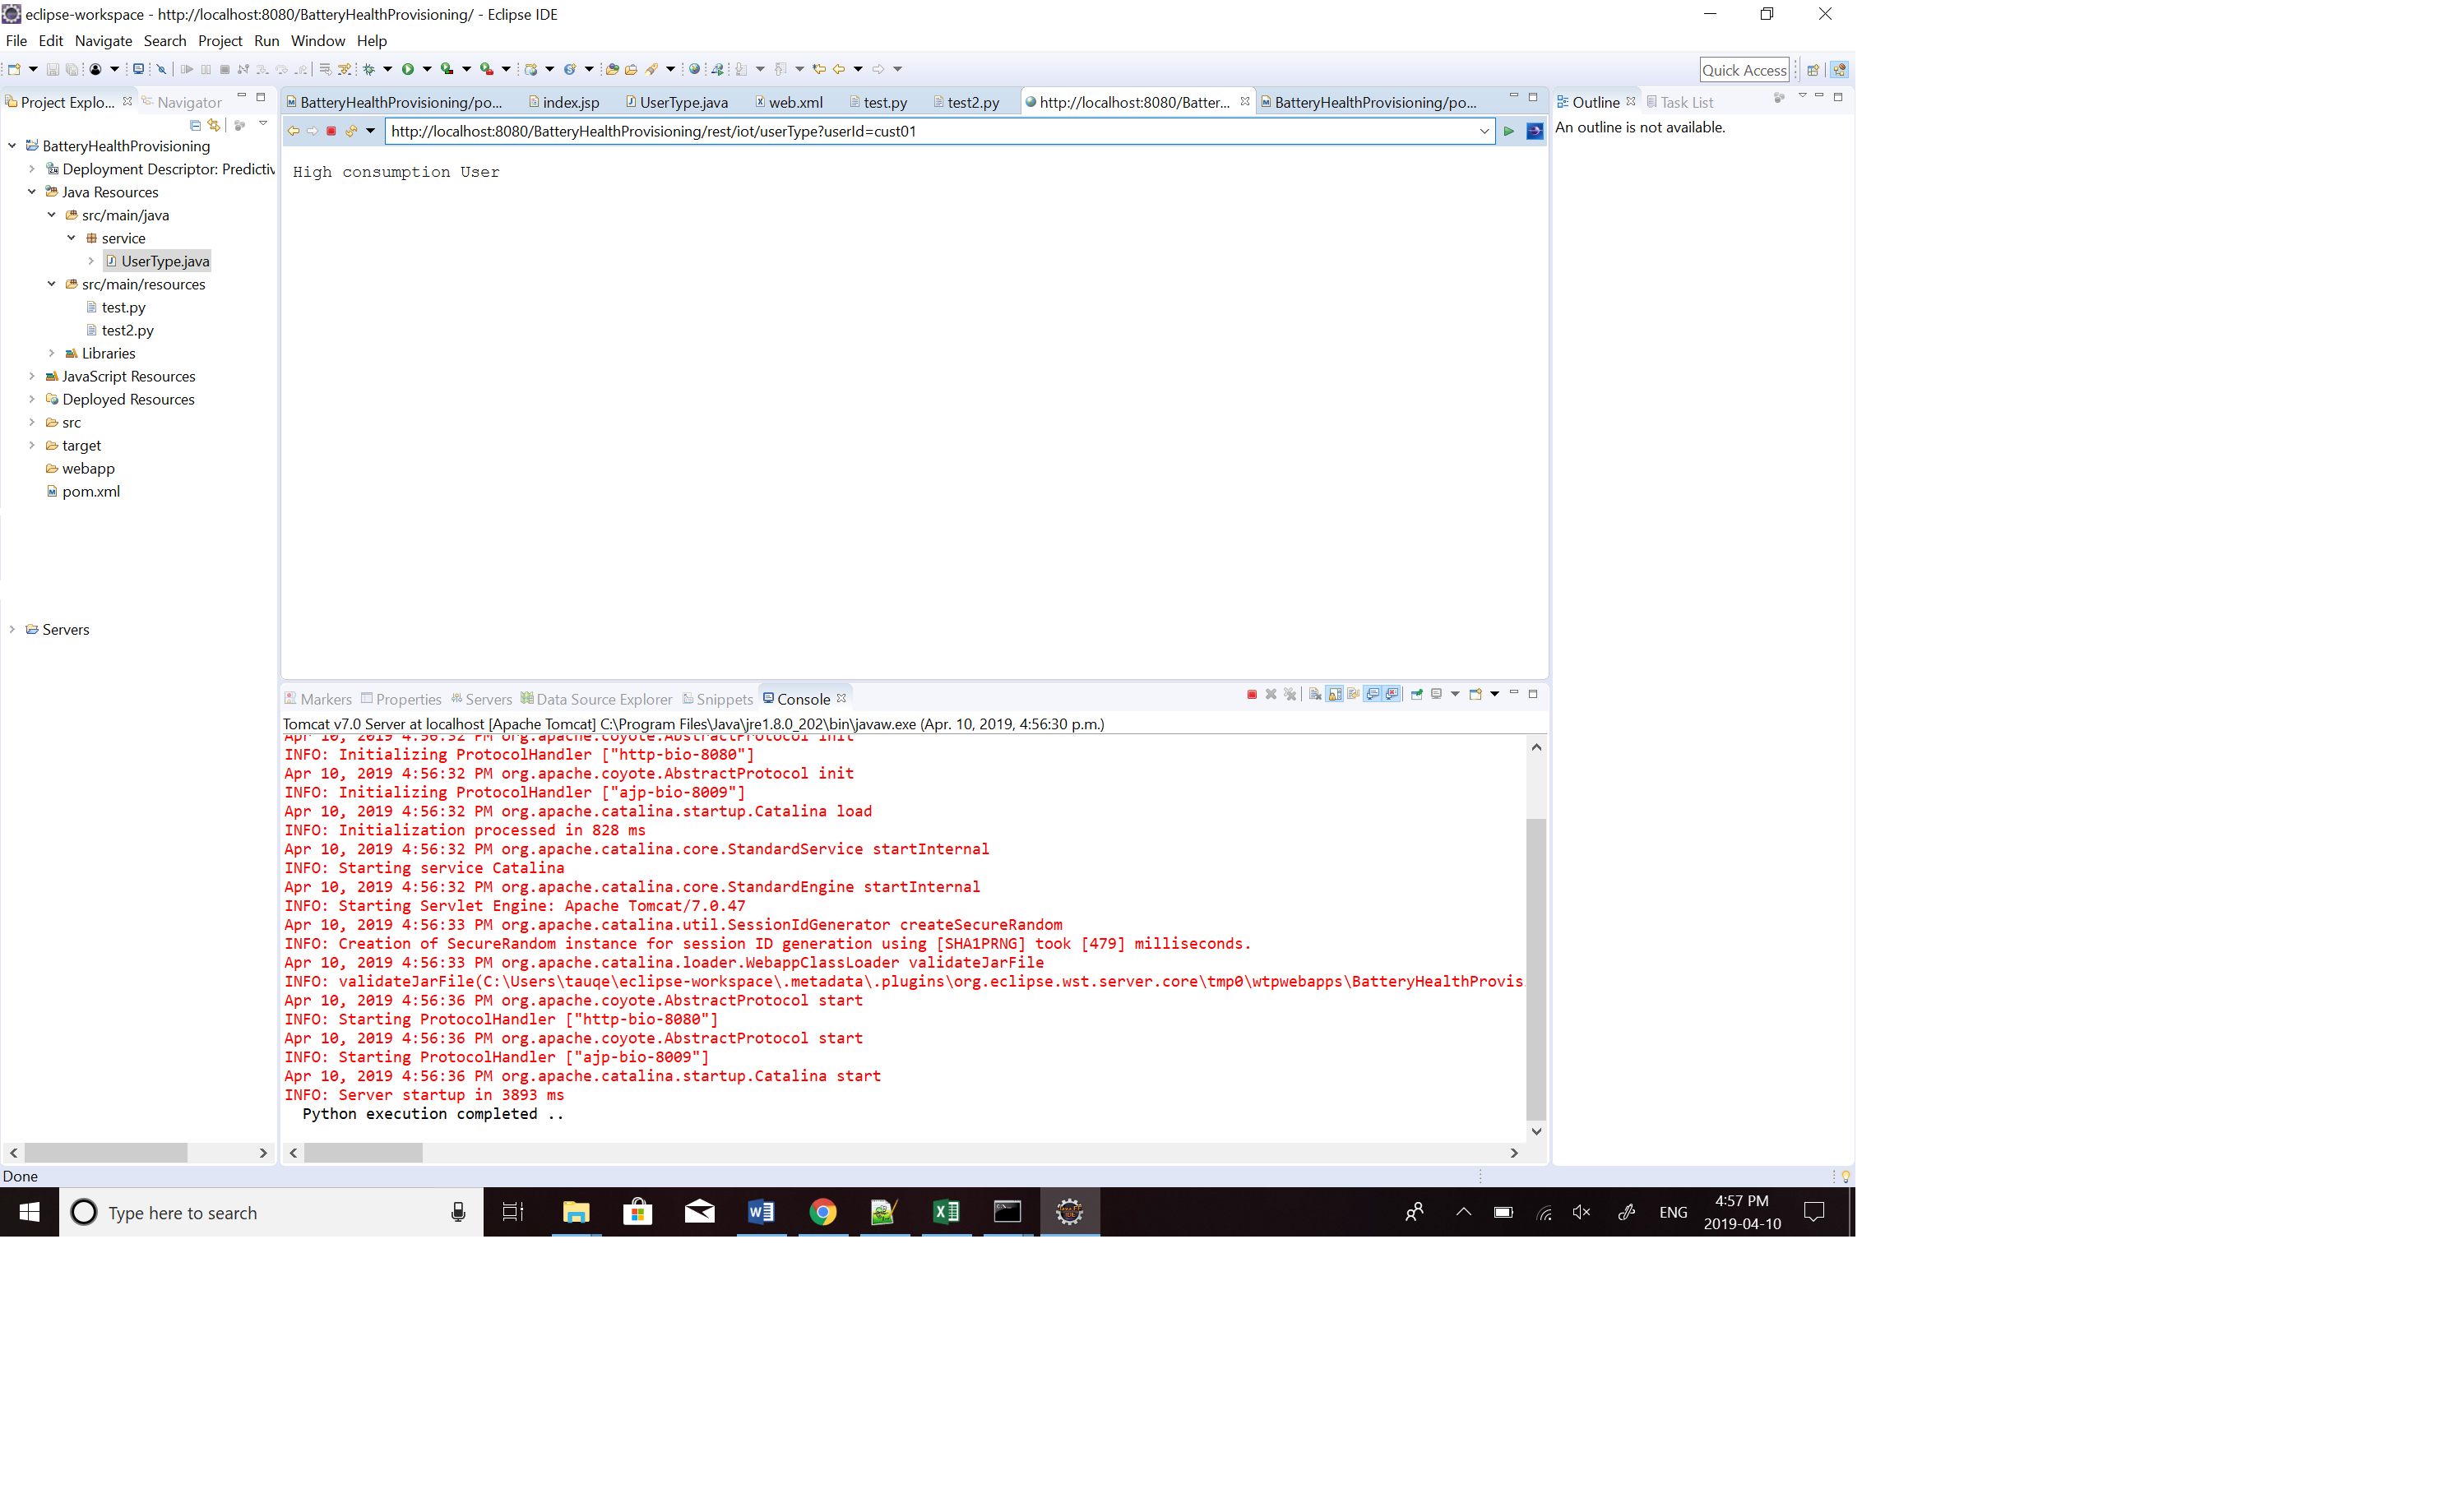 eclipse-workspace - http://localhost:8080/BatteryHealthProvisioning/ - Eclipse IDE
File Edit Navigate Search Project Run Window Help
Quick Access
Project Explo... Navigator
BatteryHealthProvisioning
Deployment Descriptor: Predictiv
Java Resources
src/main/java
service
UserType.java
src/main/resources
test.py
test2.py
Libraries
JavaScript Resources
Deployed Resources
src
target
webapp
pom.xml
Servers
BatteryHealthProvisioning/po... index.jsp UserType.java web.xml test.py test2.py http://localhost:8080/Batter... BatteryHealthProvisioning/po...
http://localhost:8080/BatteryHealthProvisioning/rest/iot/userType?userId=cust01
High consumption User
Outline Task List
An outline is not available.
Markers Properties Servers Data Source Explorer Snippets Console
Tomcat v7.0 Server at localhost [Apache Tomcat] C:\Program Files\Java\jre1.8.0_202\bin\javaw.exe (Apr. 10, 2019, 4:56:30 p.m.)
Apr 10, 2019 4:56:32 PM org.apache.coyote.AbstractProtocol init
INFO: Initializing ProtocolHandler ["http-bio-8080"]
Apr 10, 2019 4:56:32 PM org.apache.coyote.AbstractProtocol init
INFO: Initializing ProtocolHandler ["ajp-bio-8009"]
Apr 10, 2019 4:56:32 PM org.apache.catalina.startup.Catalina load
INFO: Initialization processed in 828 ms
Apr 10, 2019 4:56:32 PM org.apache.catalina.core.StandardService startInternal
INFO: Starting service Catalina
Apr 10, 2019 4:56:32 PM org.apache.catalina.core.StandardEngine startInternal
INFO: Starting Servlet Engine: Apache Tomcat/7.0.47
Apr 10, 2019 4:56:33 PM org.apache.catalina.util.SessionIdGenerator createSecureRandom
INFO: Creation of SecureRandom instance for session ID generation using [SHA1PRNG] took [479] milliseconds.
Apr 10, 2019 4:56:33 PM org.apache.catalina.loader.WebappClassLoader validateJarFile
INFO: validateJarFile(C:\Users\tauqe\eclipse-workspace\.metadata\.plugins\org.eclipse.wst.server.core\tmp0\wtpwebapps\BatteryHealthProvis
Apr 10, 2019 4:56:36 PM org.apache.coyote.AbstractProtocol start
INFO: Starting ProtocolHandler ["http-bio-8080"]
Apr 10, 2019 4:56:36 PM org.apache.coyote.AbstractProtocol start
INFO: Starting ProtocolHandler ["ajp-bio-8009"]
Apr 10, 2019 4:56:36 PM org.apache.catalina.startup.Catalina start
INFO: Server startup in 3893 ms
Python execution completed ..
Done
Type here to search
ENG
4:57 PM
2019-04-10